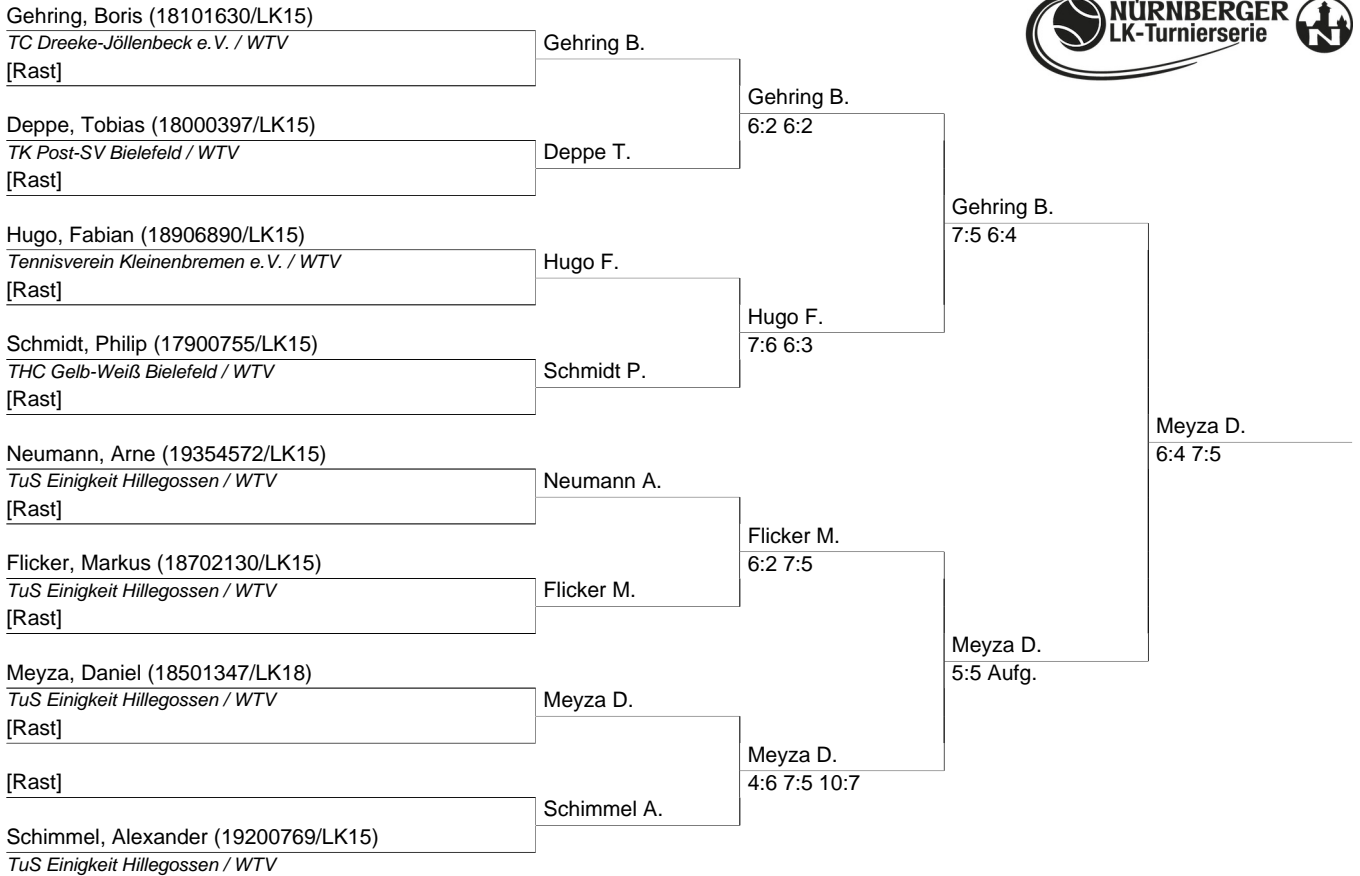 Gehring, Boris (18101630/LK15)
TC Dreeke-Jöllenbeck e.V. / WTV
[Rast]
Deppe, Tobias (18000397/LK15)
TK Post-SV Bielefeld / WTV
[Rast]
Hugo, Fabian (18906890/LK15)
Tennisverein Kleinenbremen e.V. / WTV
[Rast]
Schmidt, Philip (17900755/LK15)
THC Gelb-Weiß Bielefeld / WTV
[Rast]
Neumann, Arne (19354572/LK15)
TuS Einigkeit Hillegossen / WTV
[Rast]
Flicker, Markus (18702130/LK15)
TuS Einigkeit Hillegossen / WTV
[Rast]
Meyza, Daniel (18501347/LK18)
TuS Einigkeit Hillegossen / WTV
[Rast]
[Rast]
Schimmel, Alexander (19200769/LK15)
TuS Einigkeit Hillegossen / WTV
Gehring B.
Deppe T.
Hugo F.
Schmidt P.
Neumann A.
Flicker M.
Meyza D.
Schimmel A.
Gehring B.
6:2 6:2
Hugo F.
7:6 6:3
Flicker M.
6:2 7:5
Meyza D.
4:6 7:5 10:7
Gehring B.
7:5 6:4
Meyza D.
5:5 Aufg.
Meyza D.
6:4 7:5
NÜRNBERGER
LK-Turnierserie
N